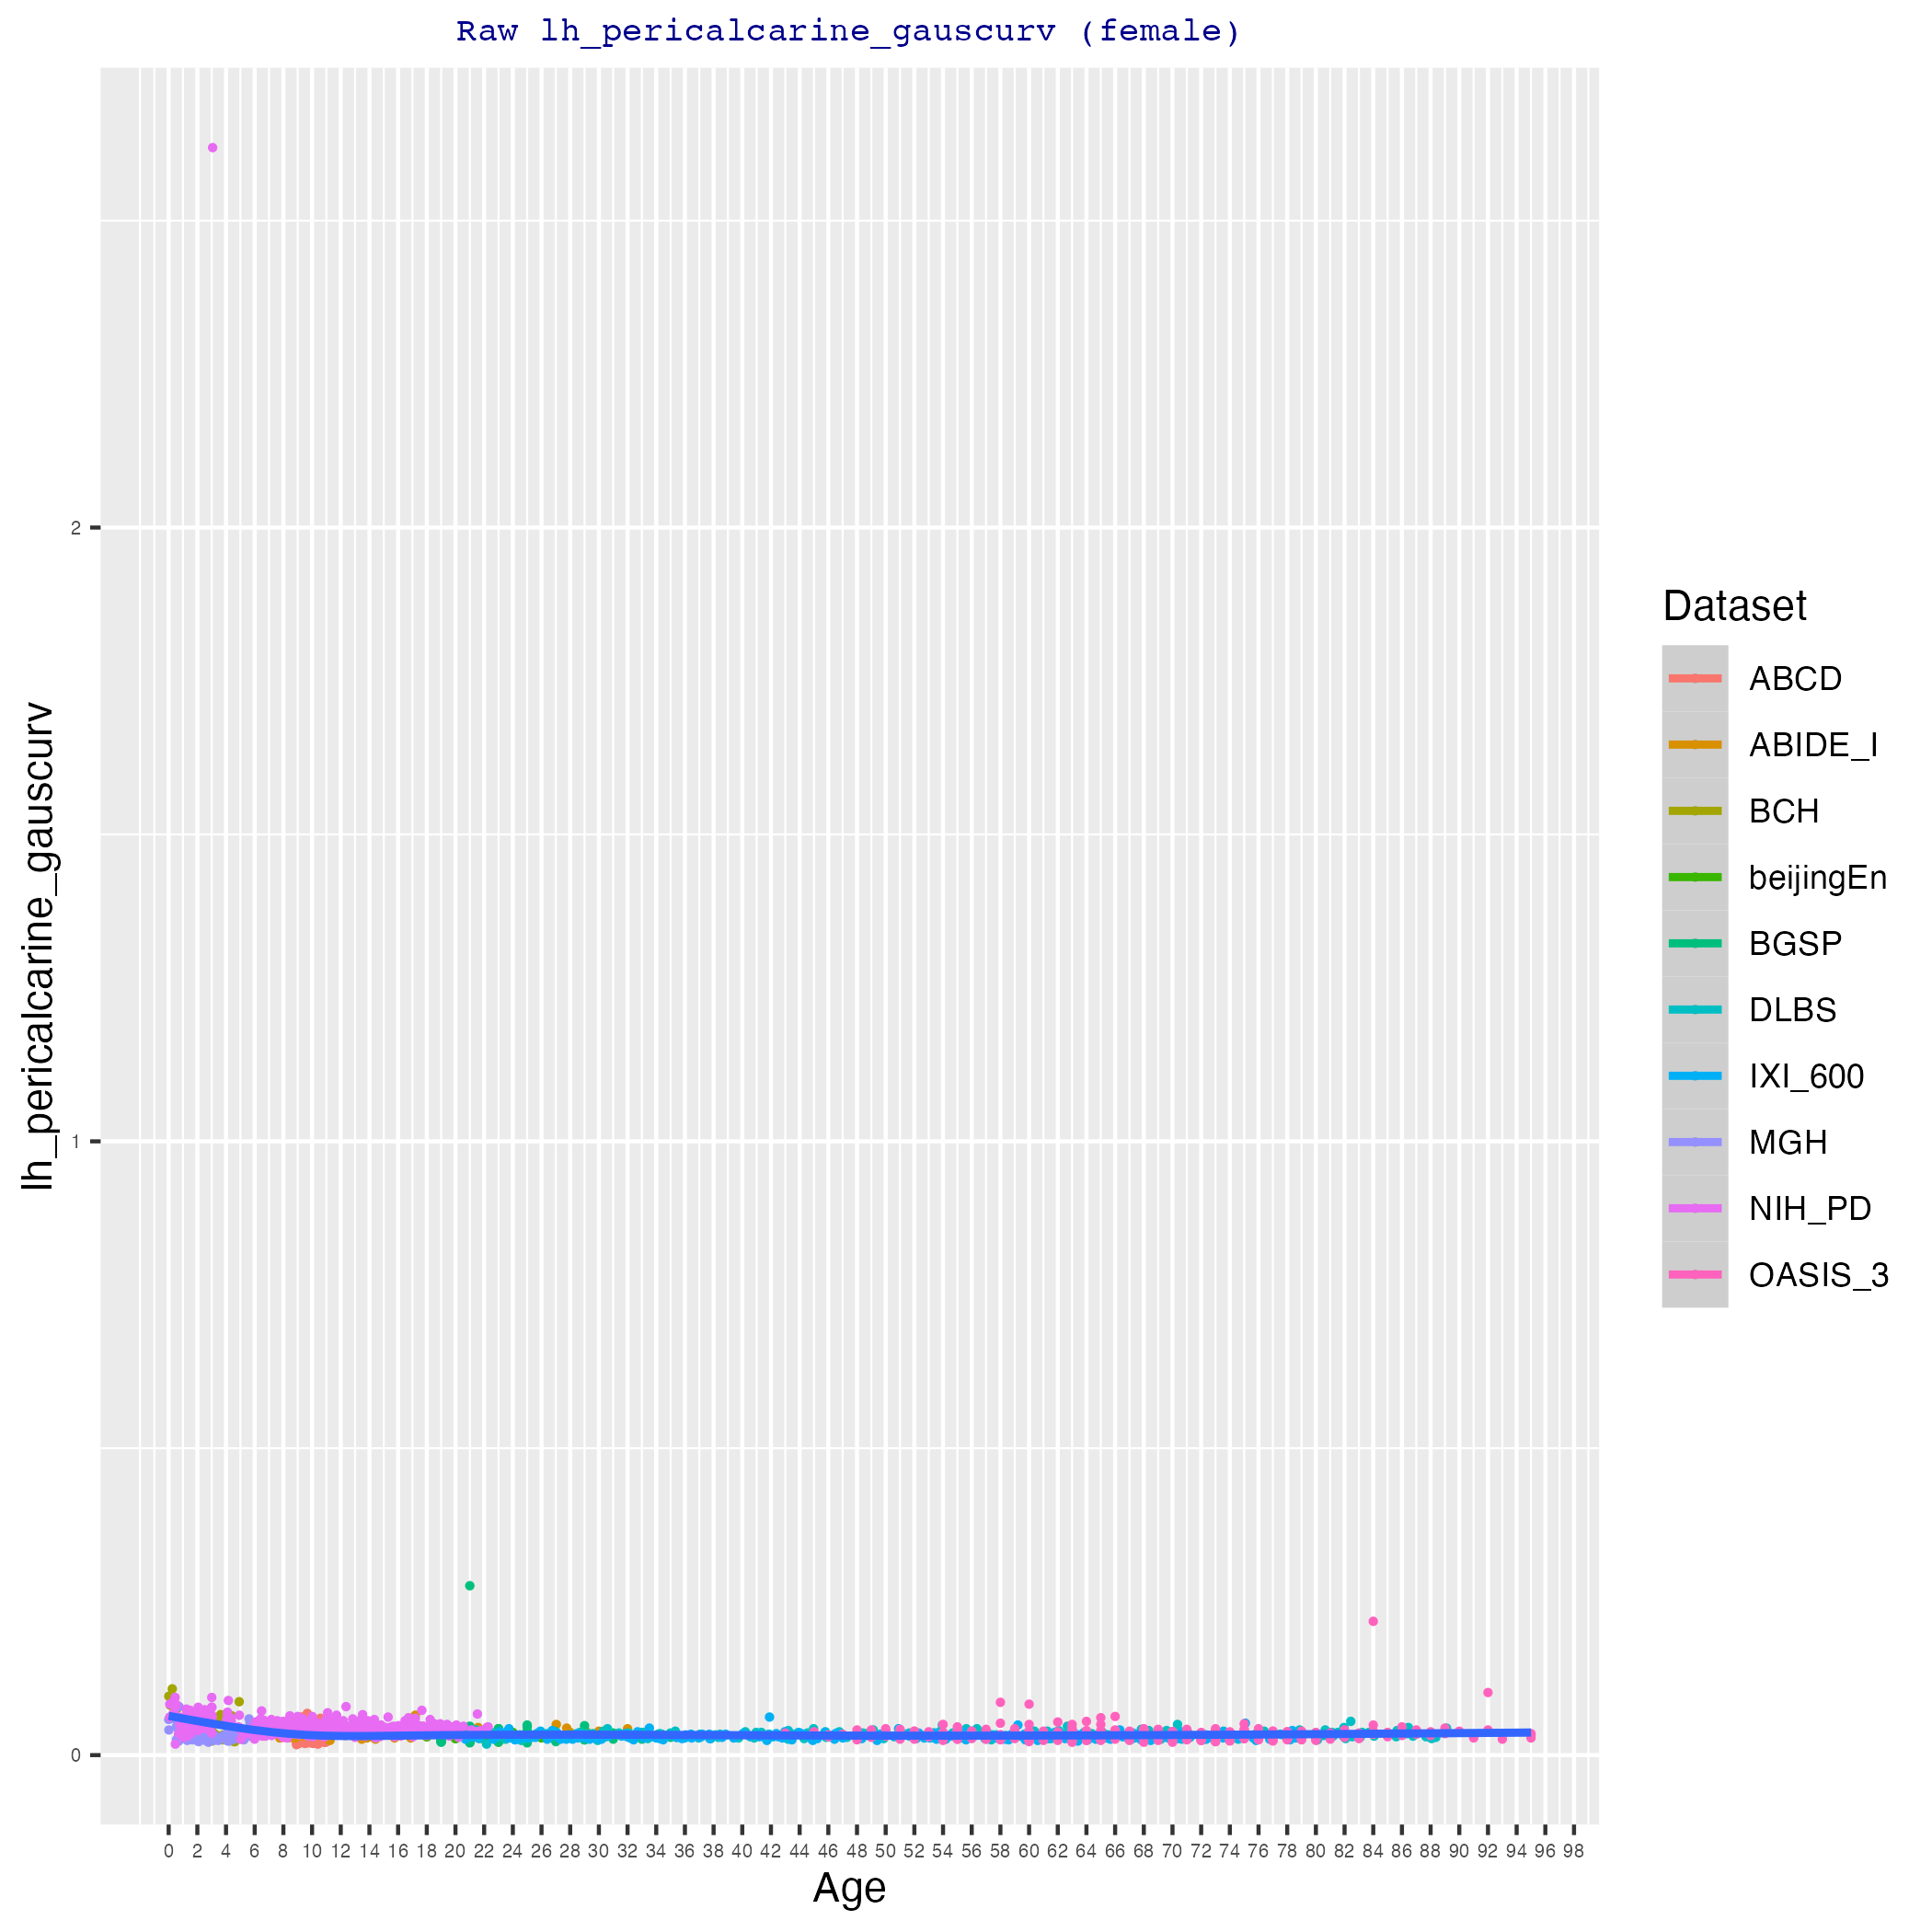 Raw lh_pericalcarine_gauscurv (female)
lh_pericalcarine_gauscurv
2
1
0
0 2 4 6 8 10 12 14 16 18 20 22 24 26 28 30 32 34 36 38 40 42 44 46 48 50 52 54 56 58 60 62 64 66 68 70 72 74 76 78 80 82 84 86 88 90 92 94 96 98
Age
Dataset
ABCD
ABIDE_I
BCH
beijingEn
BGSP
DLBS
IXI_600
MGH
NIH_PD
OASIS_3